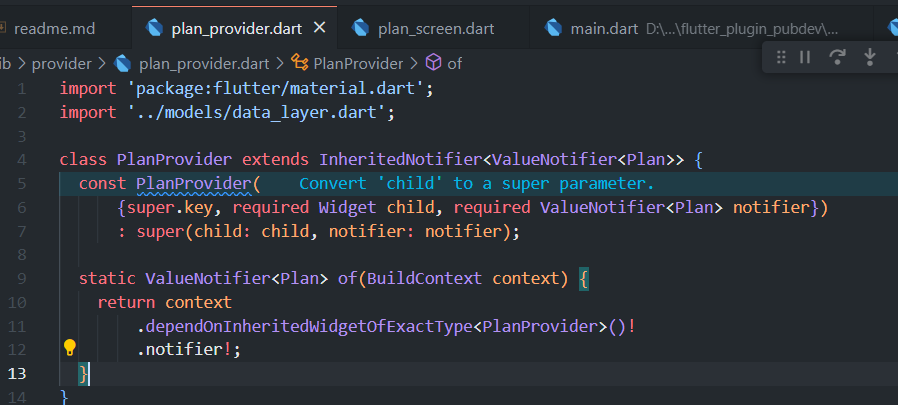 readme.md
plan_provider.dart
plan_screen.dart
main.dart D:\...\flutter_plugin_pubdev\...
ib > provider > plan_provider.dart > PlanProvider > of
1 import 'package:flutter/material.dart';
2 import '../models/data_layer.dart';
3
4 class PlanProvider extends InheritedNotifier<ValueNotifier<Plan>> {
5 const PlanProvider( Convert 'child' to a super parameter.
6 {super.key, required Widget child, required ValueNotifier<Plan> notifier})
7 : super(child: child, notifier: notifier);
8
9 static ValueNotifier<Plan> of(BuildContext context) {
10 return context
11 .dependOnInheritedWidgetOfExactType<PlanProvider>()!
12 .notifier!;
13 }
14 }